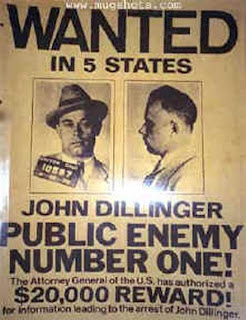 www.mugshots.com
WANTED
IN 5 STATES
10587
JOHN DILLINGER
PUBLIC ENEMY
NUMBER ONE!
The Attorney General of the U.S. has authorized a
$20,000 REWARD!
for information leading to the arrest of John Dillinger.